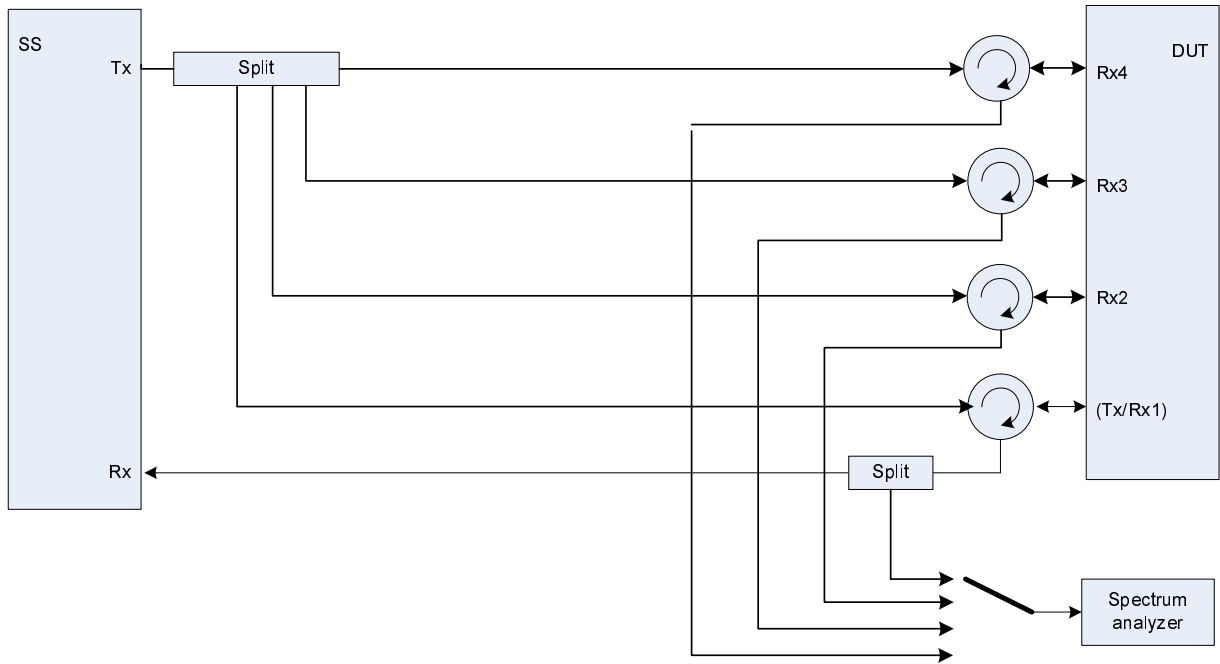 SS
Tx
Split
DUT
Rx4
Rx3
Rx2
(Tx/Rx1)
Rx
Split
Spectrum
analyzer